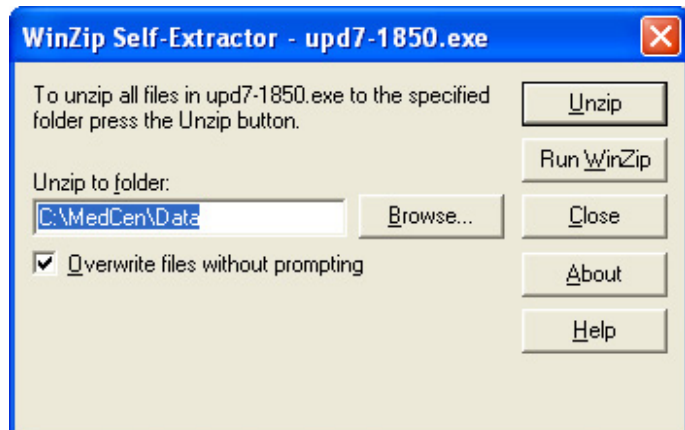 WinZip Self-Extractor - upd7-1850.exe
To unzip all files in upd7-1850.exe to the specified
folder press the Unzip button.
Unzip to folder:
C:\MedCen\Data
Browse...
Overwrite files without prompting
Unzip
Run WinZip
Close
About
Help